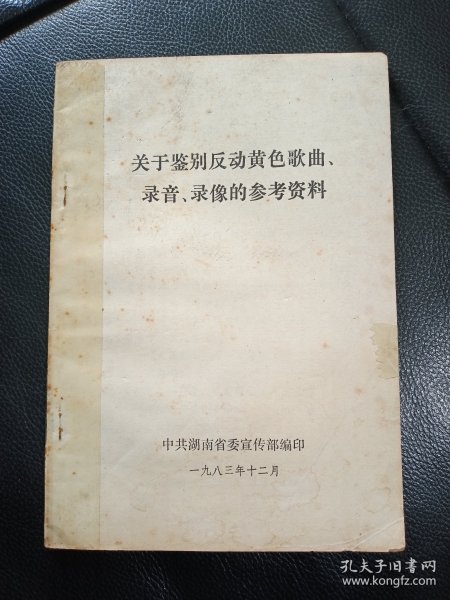 关于鉴别反动黄色歌曲、
录音、录像的参考资料
中共湖南省委宣传部编印
一九八三年十二月
孔夫子旧书网
www.kongfz.com